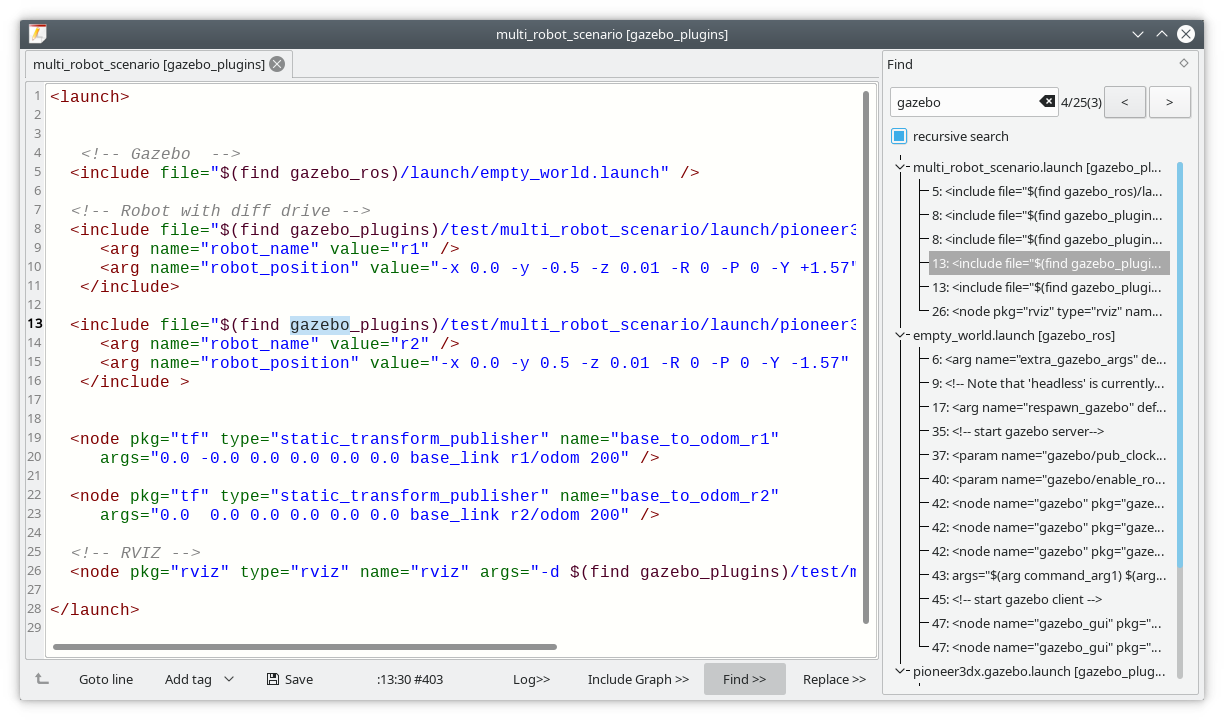 multi_robot_scenario [gazebo_plugins]
multi_robot_scenario [gazebo_plugins]
1 <launch>
2
3
4    <!-- Gazebo  -->
5   <include file="$(find gazebo_ros)/launch/empty_world.launch" />
6
7   <!-- Robot with diff drive -->
8   <include file="$(find gazebo_plugins)/test/multi_robot_scenario/launch/pioneer3
9      <arg name="robot_name" value="r1" />
10      <arg name="robot_position" value="-x 0.0 -y -0.5 -z 0.01 -R 0 -P 0 -Y +1.57"
11    </include>
12
13   <include file="$(find gazebo_plugins)/test/multi_robot_scenario/launch/pioneer3
14      <arg name="robot_name" value="r2" />
15      <arg name="robot_position" value="-x 0.0 -y 0.5 -z 0.01 -R 0 -P 0 -Y -1.57"
16    </include >
17
18
19   <node pkg="tf" type="static_transform_publisher" name="base_to_odom_r1"
20      args="0.0 -0.0 0.0 0.0 0.0 0.0 base_link r1/odom 200" />
21
22   <node pkg="tf" type="static_transform_publisher" name="base_to_odom_r2"
23      args="0.0  0.0 0.0 0.0 0.0 0.0 base_link r2/odom 200" />
24
25   <!-- RVIZ -->
26   <node pkg="rviz" type="rviz" name="rviz" args="-d $(find gazebo_plugins)/test/m
27
28 </launch>
29
Goto line Add tag Save :13:30 #403 Log>> Include Graph >> Find >> Replace >>
Find
gazebo 4/25(3) < >
recursive search
multi_robot_scenario.launch [gazebo_pl...
5: <include file="$(find gazebo_ros)/la...
8: <include file="$(find gazebo_plugin...
8: <include file="$(find gazebo_plugin...
13: <include file="$(find gazebo_plugi...
13: <include file="$(find gazebo_plugi...
26: <node pkg="rviz" type="rviz" nam...
empty_world.launch [gazebo_ros]
6: <arg name="extra_gazebo_args" de...
9: <!-- Note that 'headless' is currently...
17: <arg name="respawn_gazebo" def...
35: <!-- start gazebo server-->
37: <param name="gazebo/pub_clock...
40: <param name="gazebo/enable_ro...
42: <node name="gazebo" pkg="gaze...
42: <node name="gazebo" pkg="gaze...
42: <node name="gazebo" pkg="gaze...
43: args="$(arg command_arg1) $(arg...
45: <!-- start gazebo client -->
47: <node name="gazebo_gui" pkg="...
47: <node name="gazebo_gui" pkg="...
pioneer3dx.gazebo.launch [gazebo_plug...